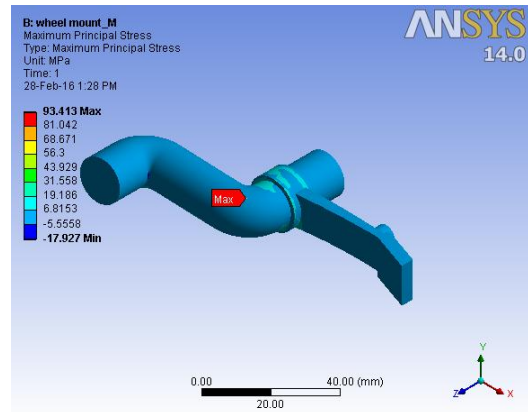 B: wheel mount_M
Maximum Principal Stress
Type: Maximum Principal Stress
Unit: MPa
Time: 1
28-Feb-16 1:28 PM
93.413 Max
81.042
68.671
56.3
43.929
31.558
19.186
6.8153
-5.5558
-17.927 Min
ANSYS
14.0
Max
0.00
40.00 (mm)
20.00
Y
Z
X